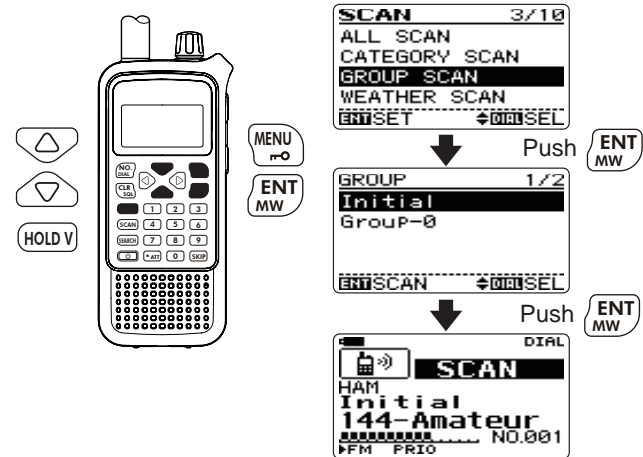 HOLD V
NO.
DIAL
CLR
SQL
1 2 3
SCAN 4 5 6
SEARCH 7 8 9
• ATT 0 SKIP
MENU
ENT
MW
SCAN 3/10
ALL SCAN
CATEGORY SCAN
GROUP SCAN
WEATHER SCAN
ENT SET DIAL SEL
Push ENT
MW
GROUP 1/2
Initial
Group-0
ENT SCAN DIAL SEL
Push ENT
MW
DIAL
SCAN
HAM
Initial
144-Amateur
NO.001
FM PRIO